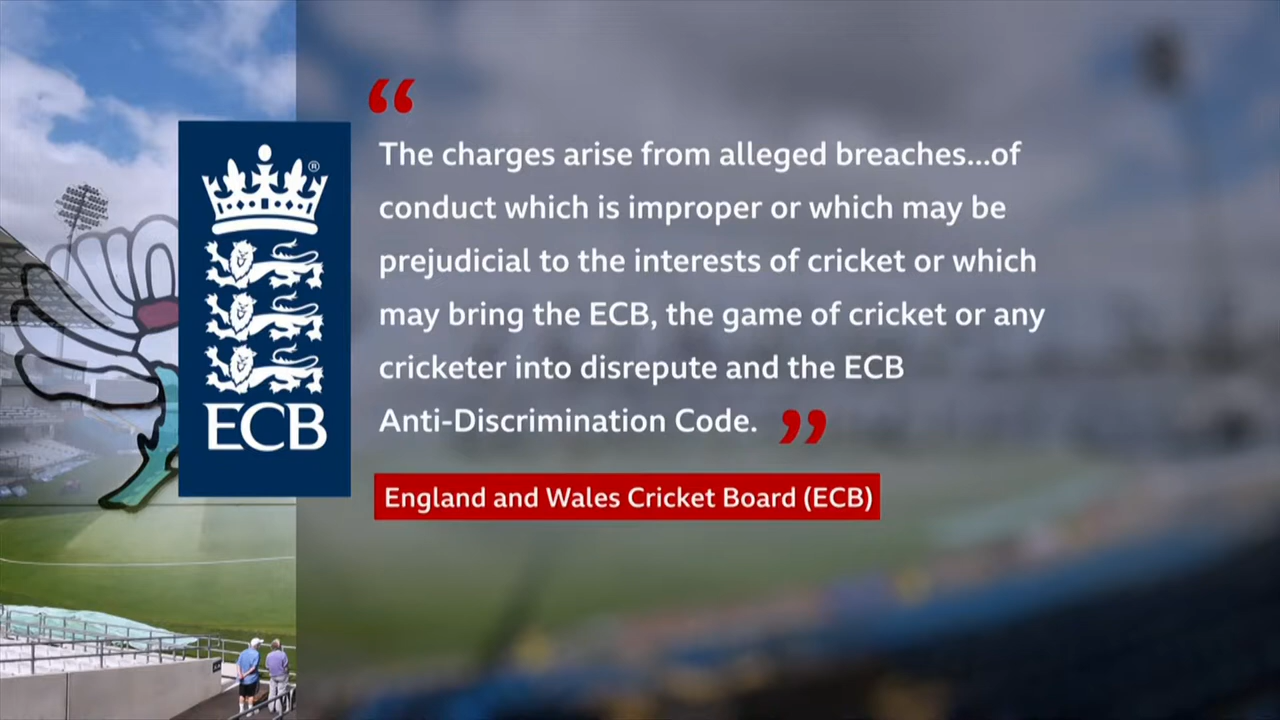 “
The charges arise from alleged breaches...of
conduct which is improper or which may be
prejudicial to the interests of cricket or which
may bring the ECB, the game of cricket or any
cricketer into disrepute and the ECB
Anti-Discrimination Code. ”
England and Wales Cricket Board (ECB)
®
ECB